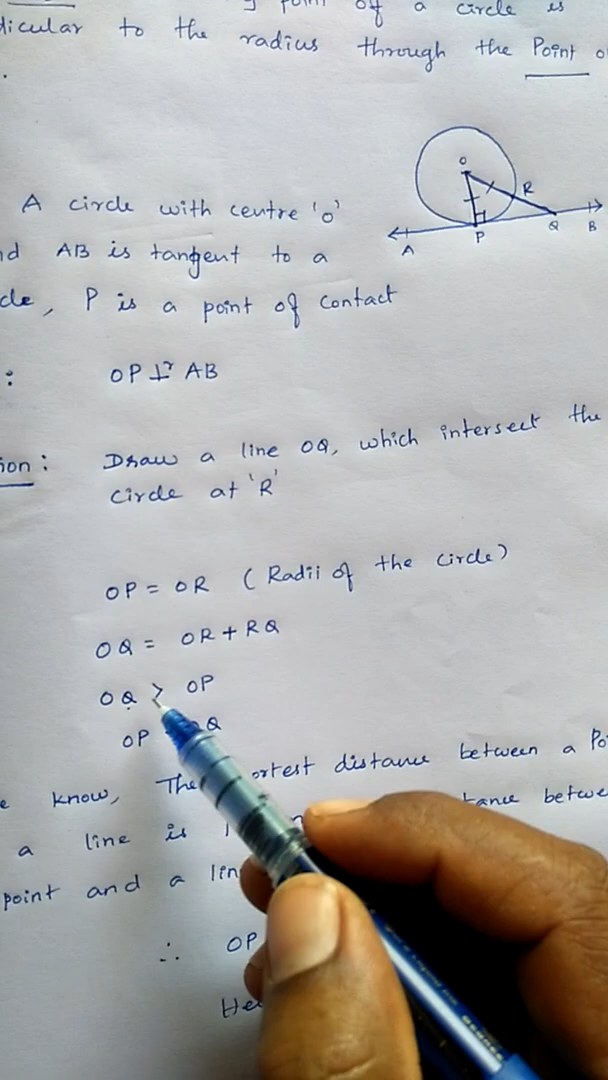 point of a circle is
dicular to the radius through the Point o
.
O
R
A P Q B
A circle with centre 'o'
nd AB is tangent to a
cle, P is a point of Contact
: OP ⊥r AB
ion: Draw a line OQ, which intersect the
circle at 'R'
OP = OR ( Radii of the circle)
OQ = OR + RQ
OQ > OP
OP Q
e know, The ortest distance between a Po
a line is tance betwe
point and a lin
∴ OP
He